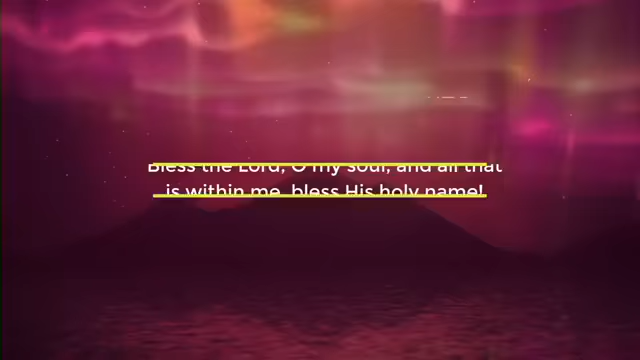 Bless the Lord, O my soul, and all that
is within me, bless His holy name!